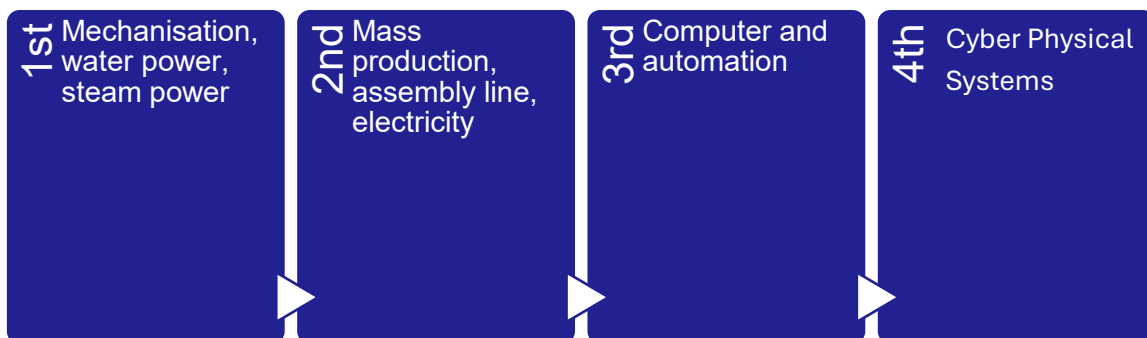 1st
Mechanisation,
water power,
steam power
2nd
Mass
production,
assembly line,
electricity
3rd
Computer and
automation
4th
Cyber Physical
Systems